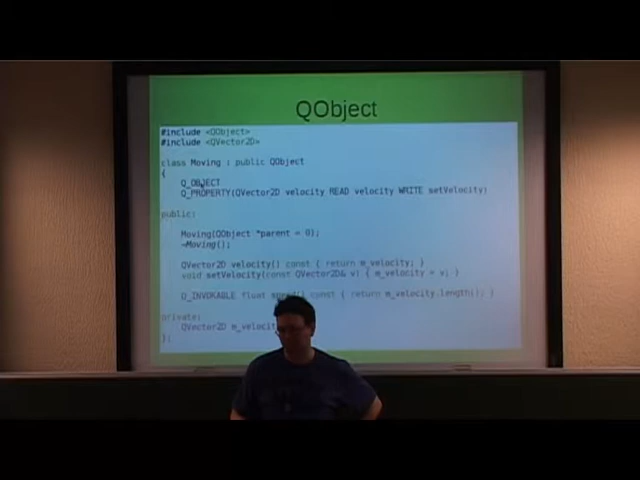 QObject
#include <QObject>
#include <QVector2D>
class Moving : public QObject
{
Q_OBJECT
Q_PROPERTY(QVector2D velocity READ velocity WRITE setVelocity)
public:
Moving(QObject *parent = 0);
~Moving();
QVector2D velocity() const { return m_velocity; }
void setVelocity(const QVector2D& v) { m_velocity = v; }
Q_INVOKABLE float const { return m_velocity.length(); }
private:
QVector2D
};